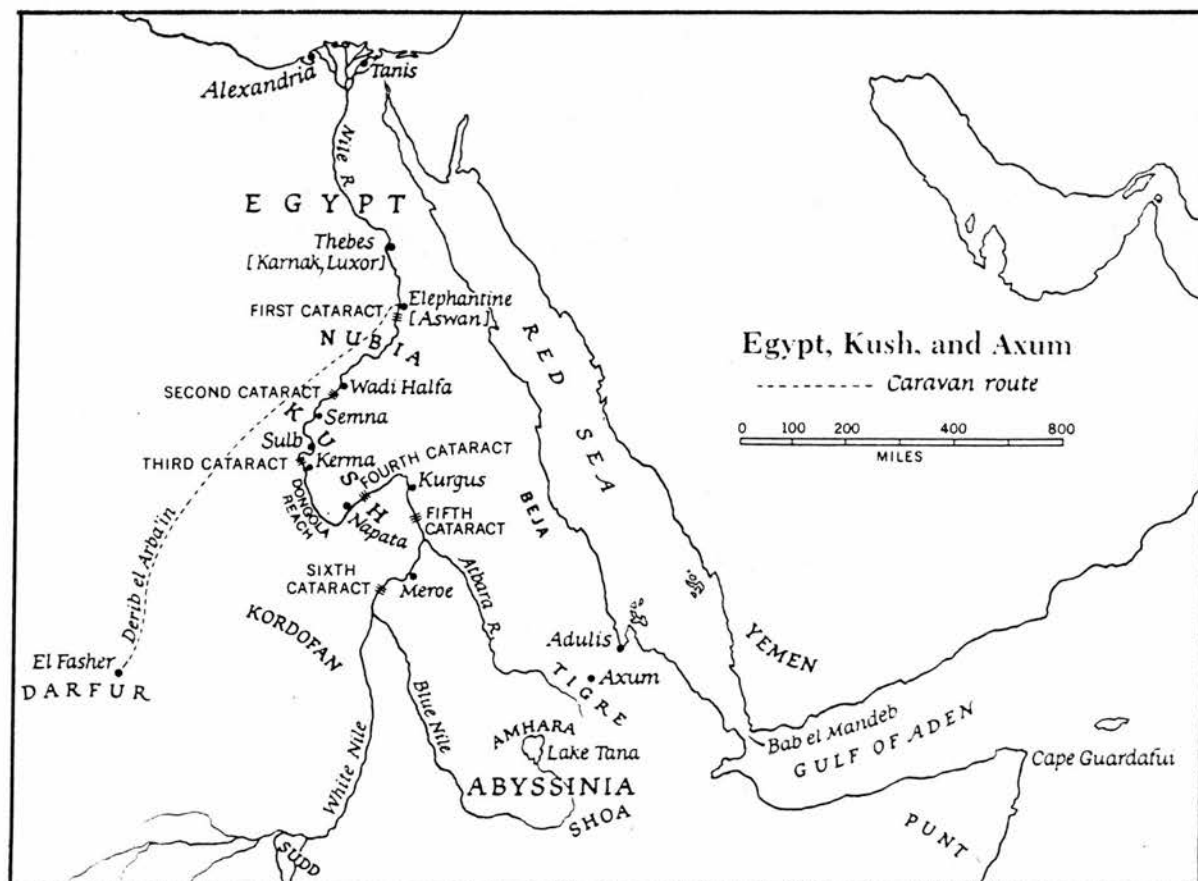 Alexandria
Tanis
Nile R
EGYPT
Thebes
[Karnak, Luxor]
FIRST CATARACT
Elephantine
[Aswan]
NUBIA
RED SEA
Egypt, Kush, and Axum
Caravan route
SECOND CATARACT
Wadi Halfa
KUSH
Semna
Sulb
THIRD CATARACT
Kerma
FOURTH CATARACT
Kurgus
0 100 200 400 800
MILES
DONGOLA
REACH
Napata
FIFTH
CATARACT
BEJA
Derib el Arba'in
SIXTH
CATARACT
Meroe
Atbara R.
KORDOFAN
Adulis
YEMEN
El Fasher
DARFUR
Axum
TIGRE
Blue Nile
White Nile
AMHARA
Lake Tana
ABYSSINIA
SHOA
Bab el Mandeb
GULF OF ADEN
Cape Guardafui
PUNT
SUDD